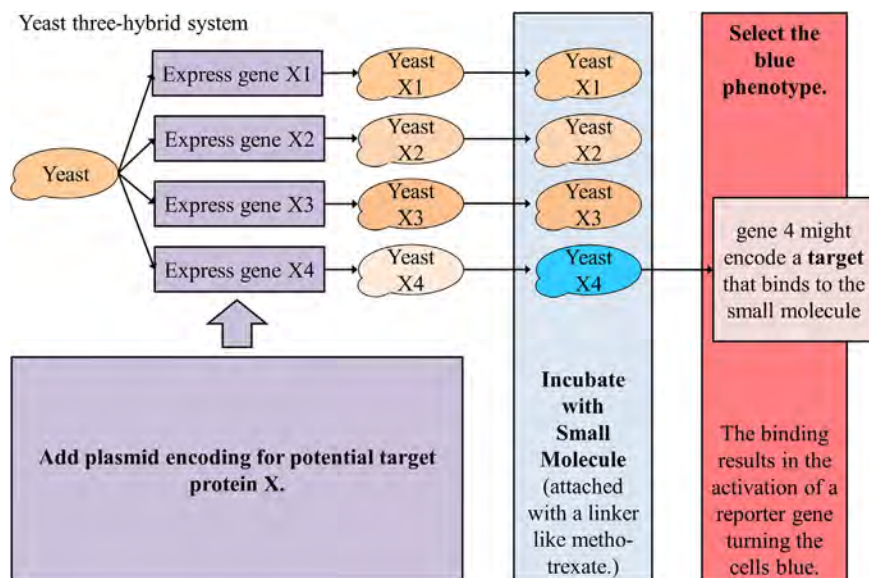 Yeast three-hybrid system
Yeast
Express gene X1
Express gene X2
Express gene X3
Express gene X4
Yeast
X1
Yeast
X2
Yeast
X3
Yeast
X4
Yeast
X1
Yeast
X2
Yeast
X3
Yeast
X4
Add plasmid encoding for potential target
protein X.
Incubate
with
Small
Molecule
(attached
with a linker
like metho-
trexate.)
Select the
blue
phenotype.
gene 4 might
encode a target
that binds to the
small molecule
The binding
results in the
activation of a
reporter gene
turning the
cells blue.